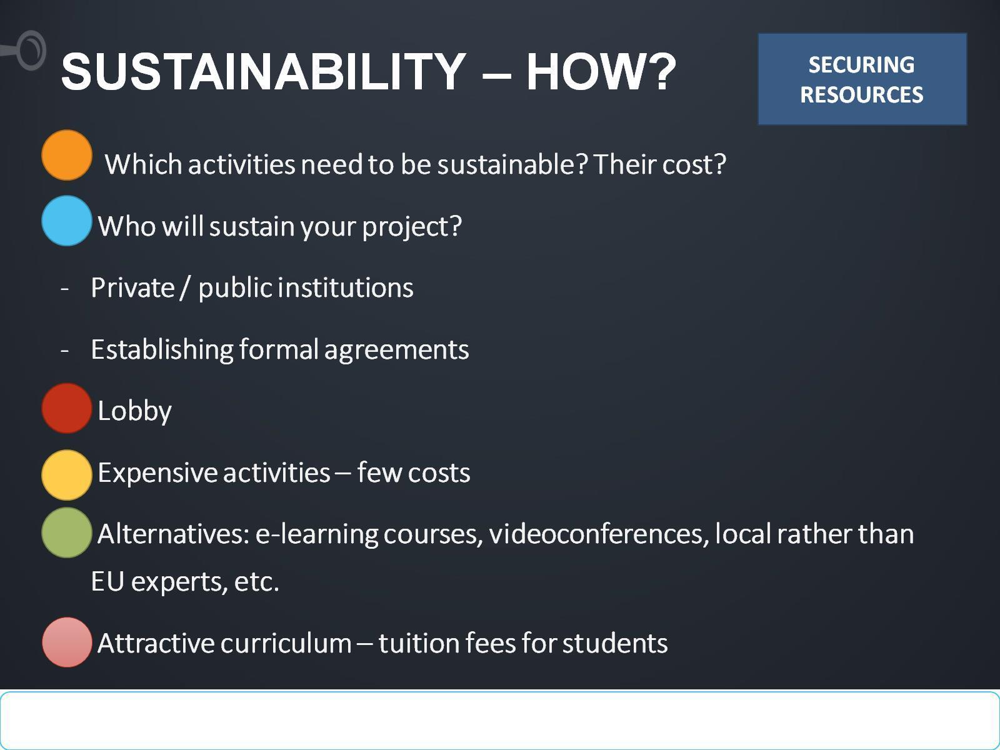 SUSTAINABILITY – HOW?
SECURING
RESOURCES
Which activities need to be sustainable? Their cost?
Who will sustain your project?
- Private / public institutions
- Establishing formal agreements
Lobby
Expensive activities – few costs
Alternatives: e-learning courses, videoconferences, local rather than
EU experts, etc.
Attractive curriculum – tuition fees for students